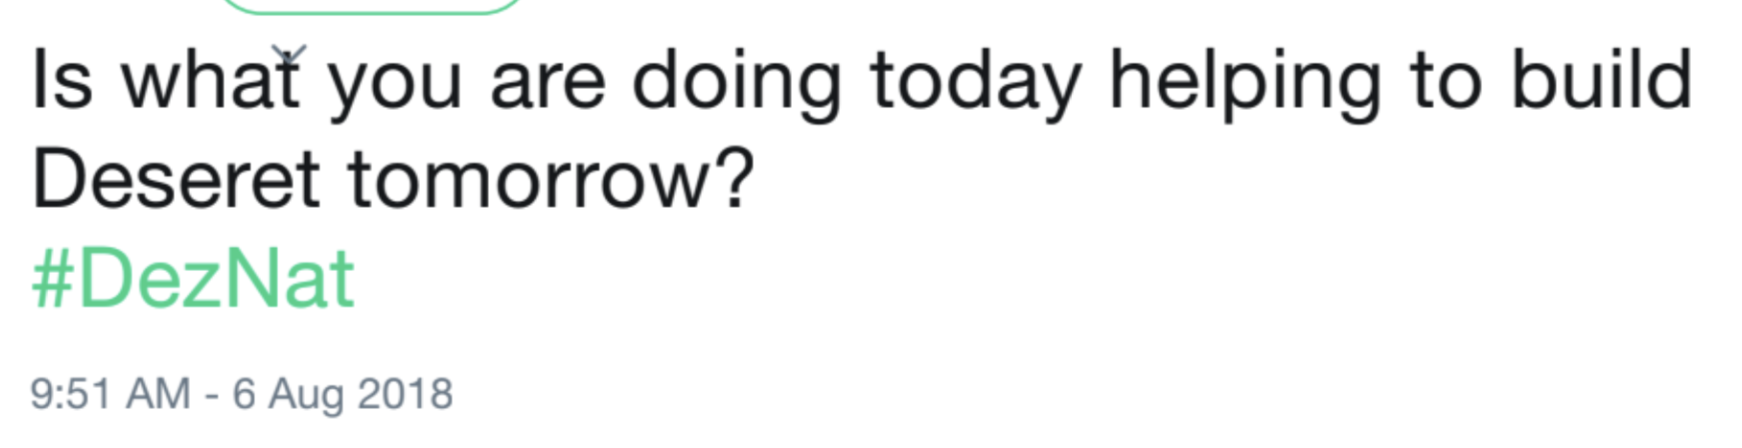 Is what you are doing today helping to build
Deseret tomorrow?
#DezNat
9:51 AM - 6 Aug 2018